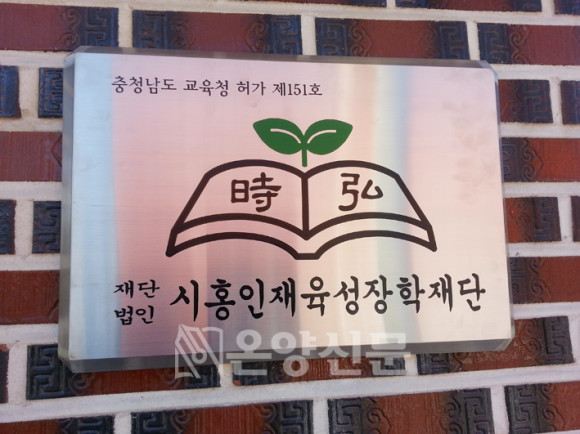 충청남도 교육청 허가 제151호
時 弘
재단
법인 시홍인재육성장학재단
온양신문